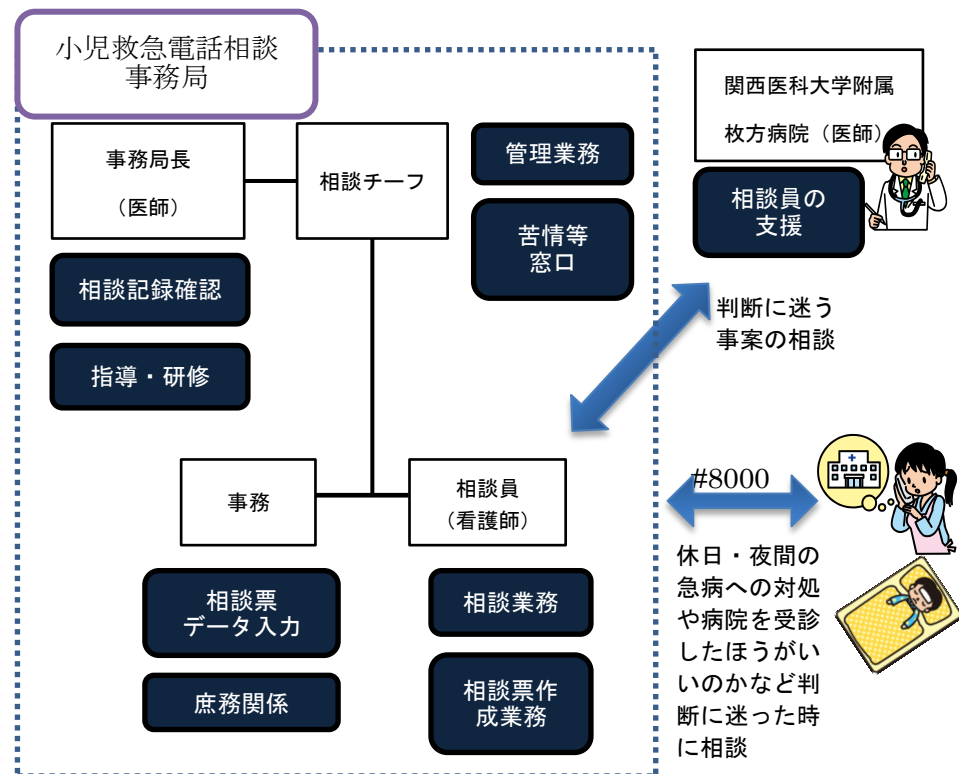 小児救急電話相談
事務局
事務局長
（医師）
相談チーフ
管理業務
苦情等
窓口
相談記録確認
指導・研修
関西医科大学附属
枚方病院（医師）
相談員の
支援
判断に迷う
事案の相談
事務
相談員
（看護師）
相談票
データ入力
庶務関係
相談業務
相談票作
成業務
#8000
休日・夜間の
急病への対処
や病院を受診
したほうがい
いのかなど判
断に迷った時
に相談